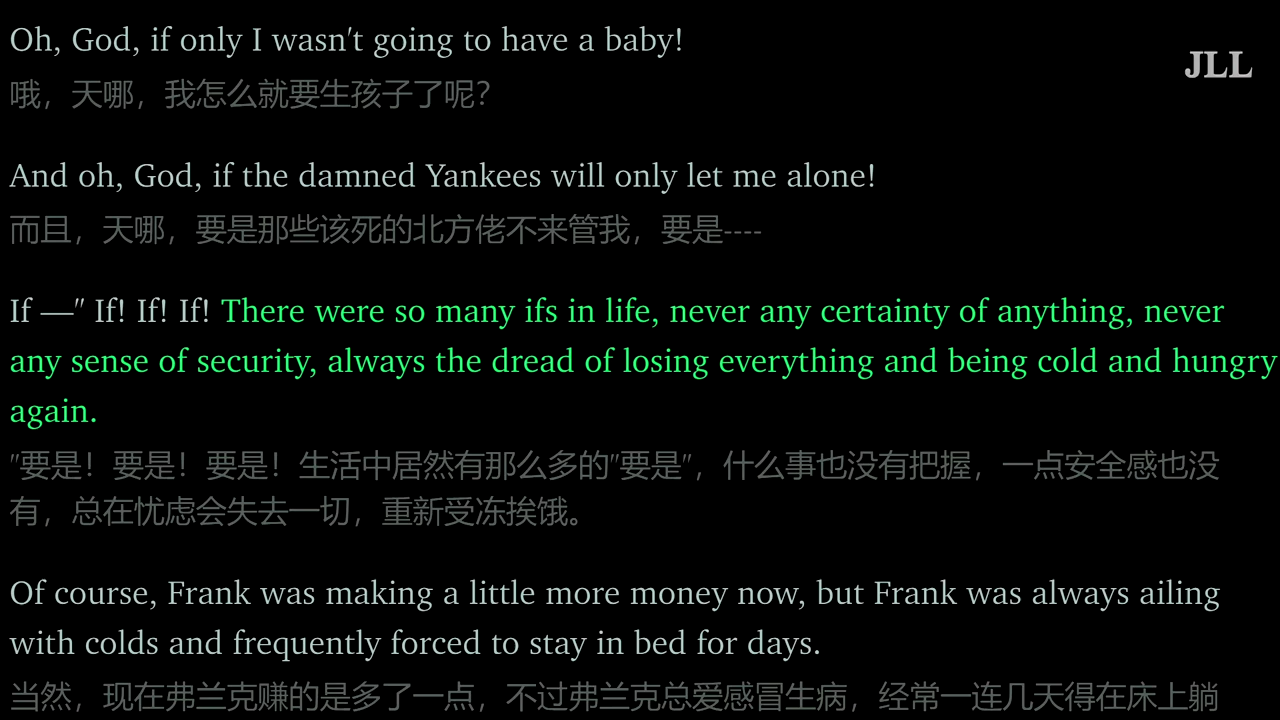 Oh, God, if only I wasn't going to have a baby!
JLL
哦，天哪，我怎么就要生孩子了呢？
And oh, God, if the damned Yankees will only let me alone!
而且，天哪，要是那些该死的北方佬不来管我，要是----
If —" If! If! If! There were so many ifs in life, never any certainty of anything, never
any sense of security, always the dread of losing everything and being cold and hungry
again.
"要是！要是！要是！生活中居然有那么多的"要是"，什么事也没有把握，一点安全感也没
有，总在忧虑会失去一切，重新受冻挨饿。
Of course, Frank was making a little more money now, but Frank was always ailing
with colds and frequently forced to stay in bed for days.
当然，现在弗兰克赚的是多了一点，不过弗兰克总爱感冒生病，经常一连几天得在床上躺